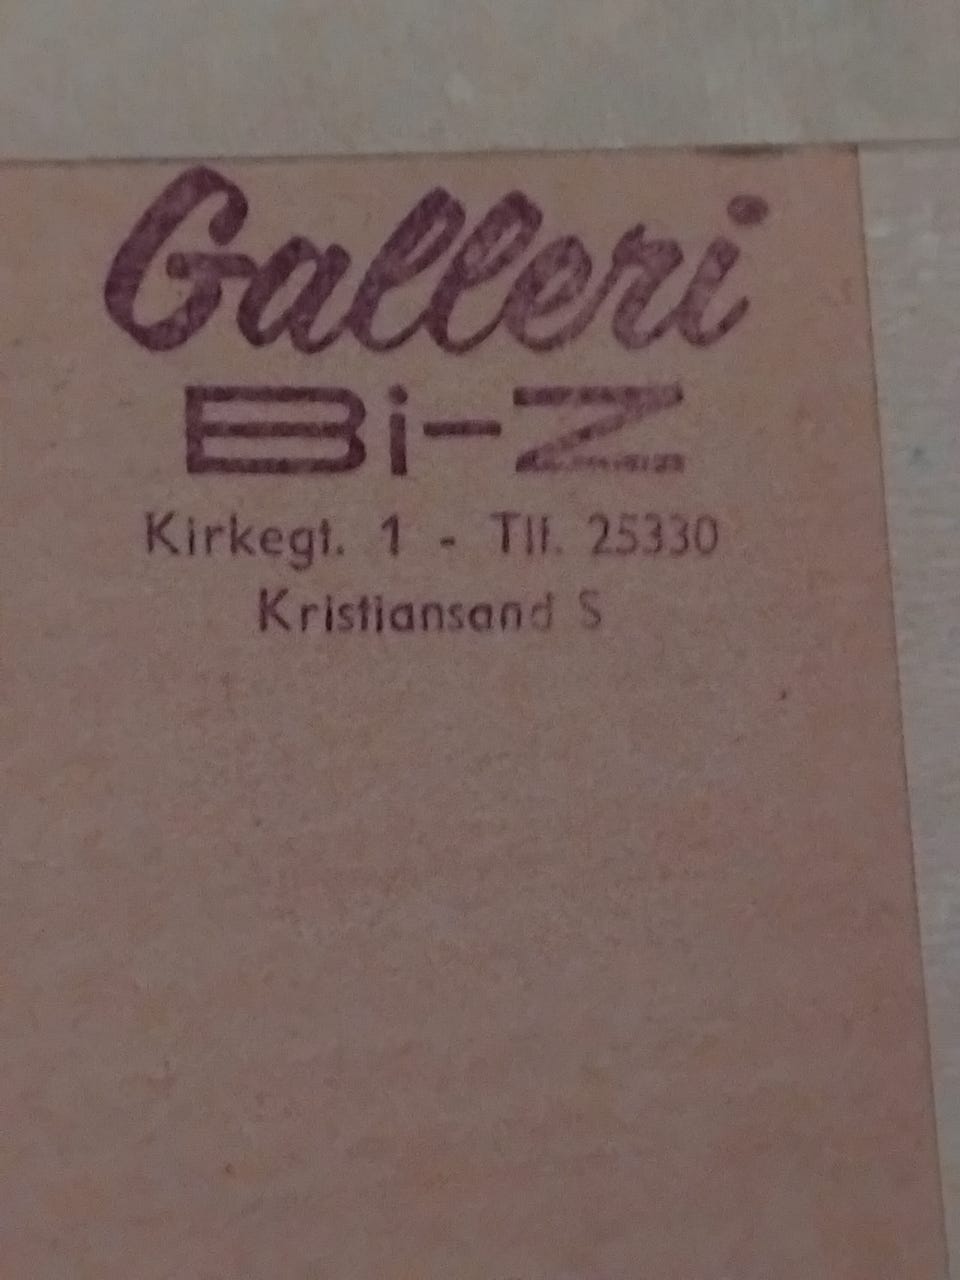 Galleri
Bi-Z
Kirkegt. 1 - Tlf. 25330
Kristiansand S